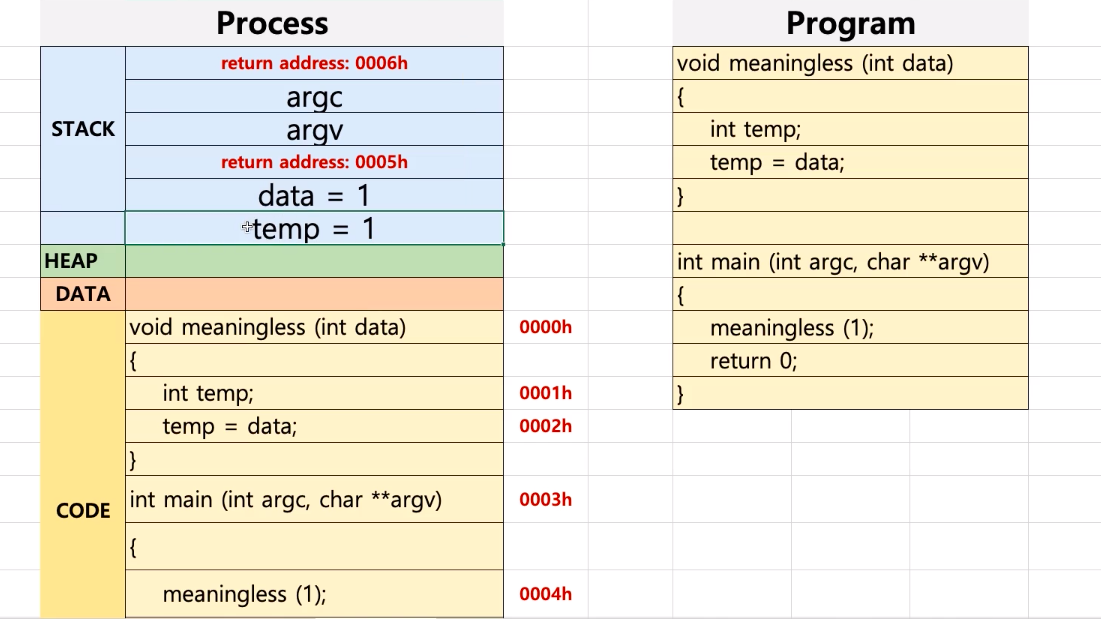 Process
Program
STACK
return address: 0006h
argc
argv
return address: 0005h
data = 1
temp = 1
HEAP
DATA
CODE
void meaningless (int data)
0000h
{
int temp;
0001h
temp = data;
0002h
}
int main (int argc, char **argv)
0003h
{
meaningless (1);
0004h
void meaningless (int data)
{
int temp;
temp = data;
}
int main (int argc, char **argv)
{
meaningless (1);
return 0;
}